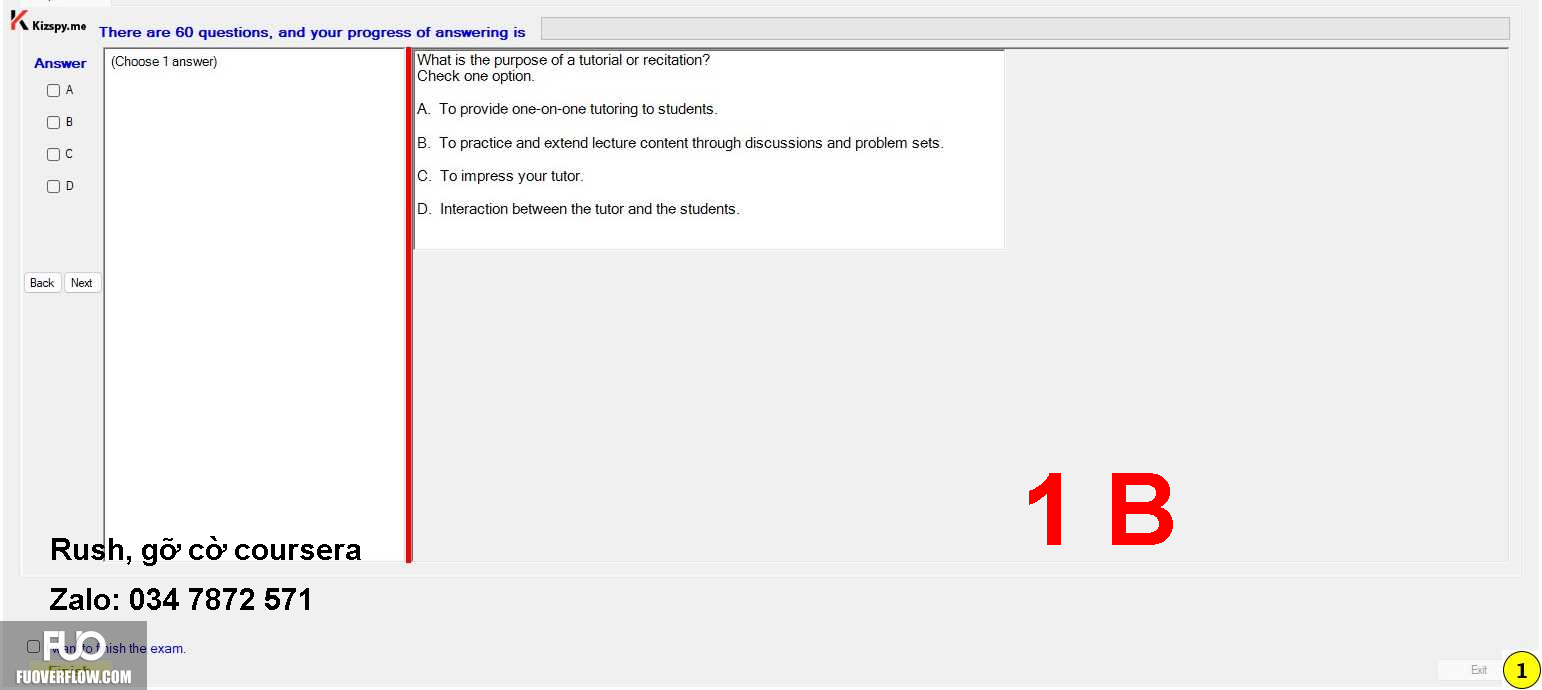 Kizspy.me
There are 60 questions, and your progress of answering is
Answer
(Choose 1 answer)
A
B
C
D
Back
Next
What is the purpose of a tutorial or recitation?
Check one option.
A. To provide one-on-one tutoring to students.
B. To practice and extend lecture content through discussions and problem sets.
C. To impress your tutor.
D. Interaction between the tutor and the students.
1 B
Rush, gỡ cờ coursera
Zalo: 034 7872 571
FUO
want to finish the exam.
Finish
FUOVERFLOW.COM
Exit
1